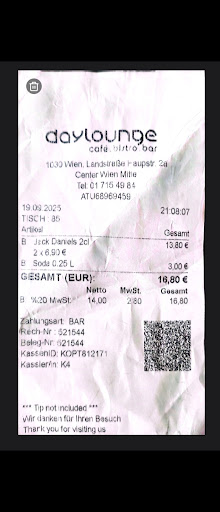 daylounge
café.bistro.bar
1030 Wien, Landstraße Haupstr. 2a
Center Wien Mitte
Tel: 01 715 49 84
ATU68969459
19.09.2025 21:08:07
TISCH: 85
Artikel Gesamt
B Jack Daniels 2cl 13,80 €
2 x 6,90 €
B Soda 0.25 L 3,00 €
GESAMT (EUR): 16,80 €
Netto MwSt. Gesamt
B: %20 MwSt: 14,00 2,80 16,80
Zahlungsart: BAR
Rech-Nr.: 521544
Beleg-Nr: 521544
KassenID: KOPT812171
Kassier/in: K4
*** Tip not included ***
Wir danken für Ihren Besuch
Thank you for visiting us